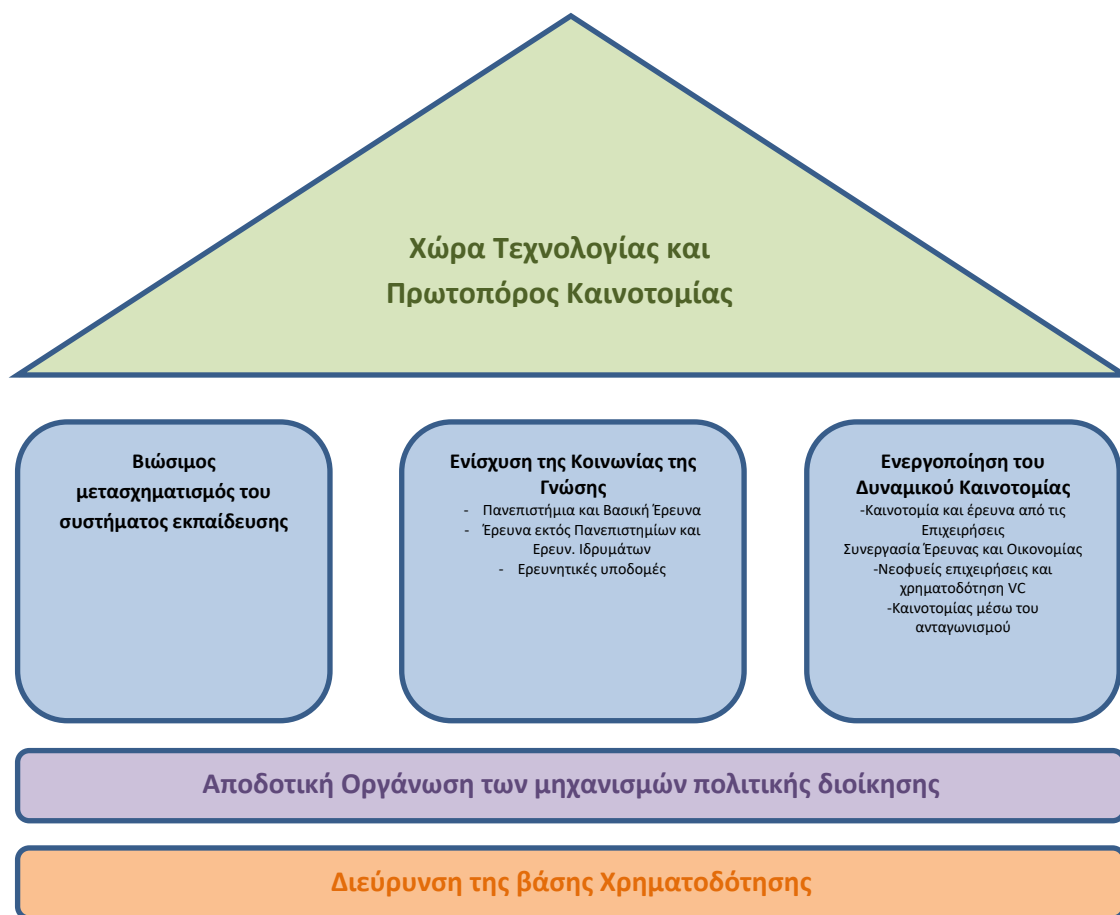 Χώρα Τεχνολογίας και
Πρωτοπόρος Καινοτομίας
Βιώσιμος
μετασχηματισμός του
συστήματος εκπαίδευσης
Ενίσχυση της Κοινωνίας της
Γνώσης
- Πανεπιστήμια και Βασική Έρευνα
- Έρευνα εκτός Πανεπιστημίων και
Ερευν. Ιδρυμάτων
- Ερευνητικές υποδομές
Ενεργοποίηση του
Δυναμικού Καινοτομίας
-Καινοτομία και έρευνα από τις
Επιχειρήσεις
Συνεργασία Έρευνας και Οικονομίας
-Νεοφυείς επιχειρήσεις και
χρηματοδότηση VC
-Καινοτομίας μέσω του
ανταγωνισμού
Αποδοτική Οργάνωση των μηχανισμών πολιτικής διοίκησης
Διεύρυνση της βάσης Χρηματοδότησης